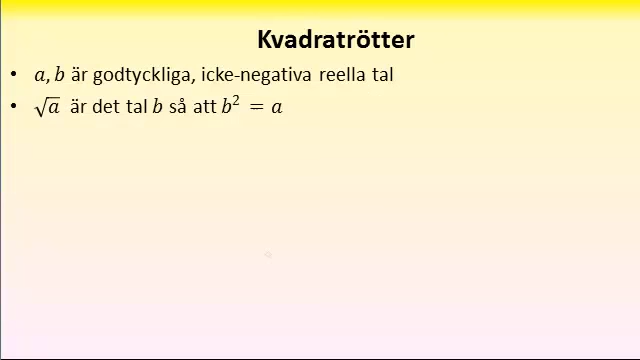 Kvadratrötter
• a, b är godtyckliga, icke-negativa reella tal
• √a är det tal b så att b² = a